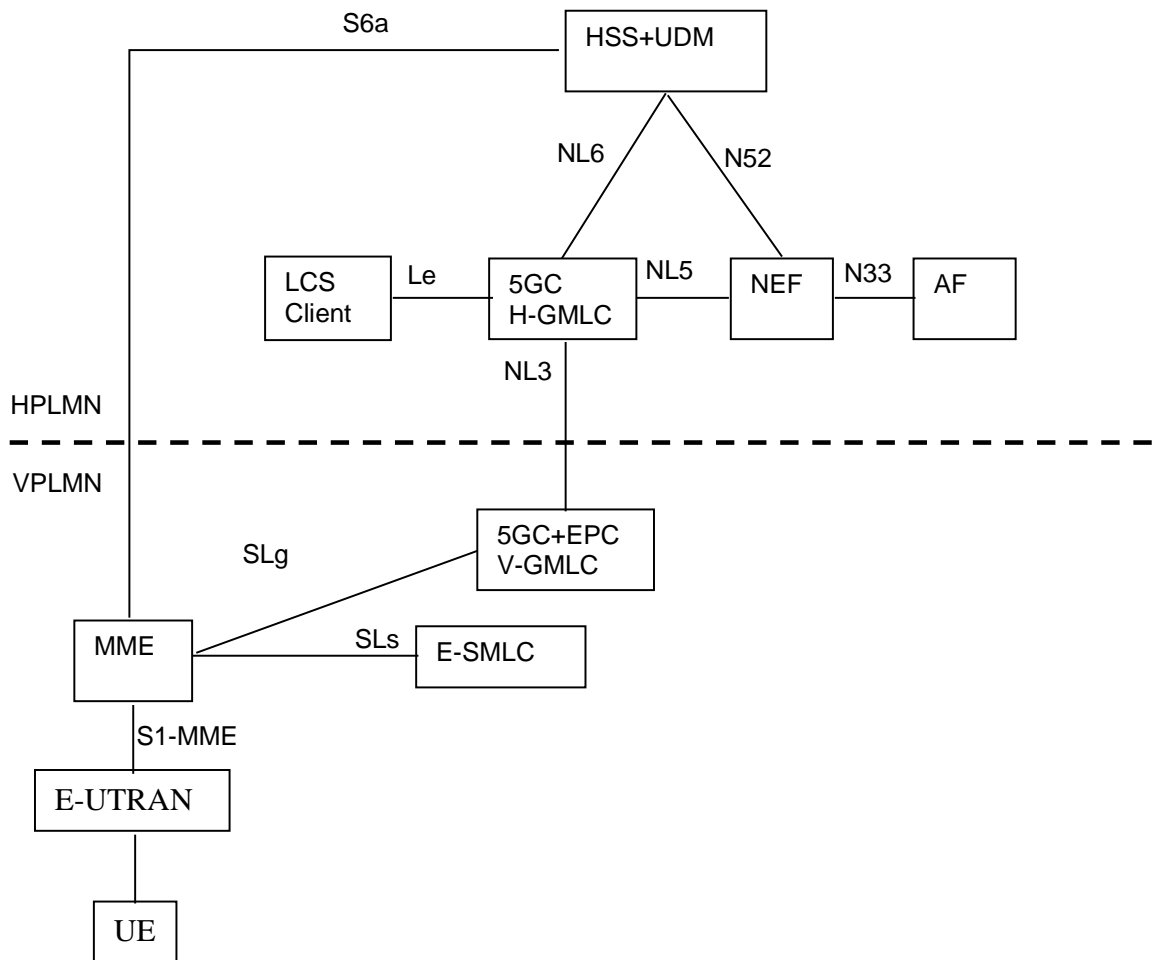 S6a
HSS+UDM
NL6
N52
LCS
Client
Le
5GC
H-GMLC
NL5
NEF
N33
AF
NL3
HPLMN
VPLMN
5GC+EPC
V-GMLC
SLg
MME
SLs
E-SMLC
S1-MME
E-UTRAN
UE